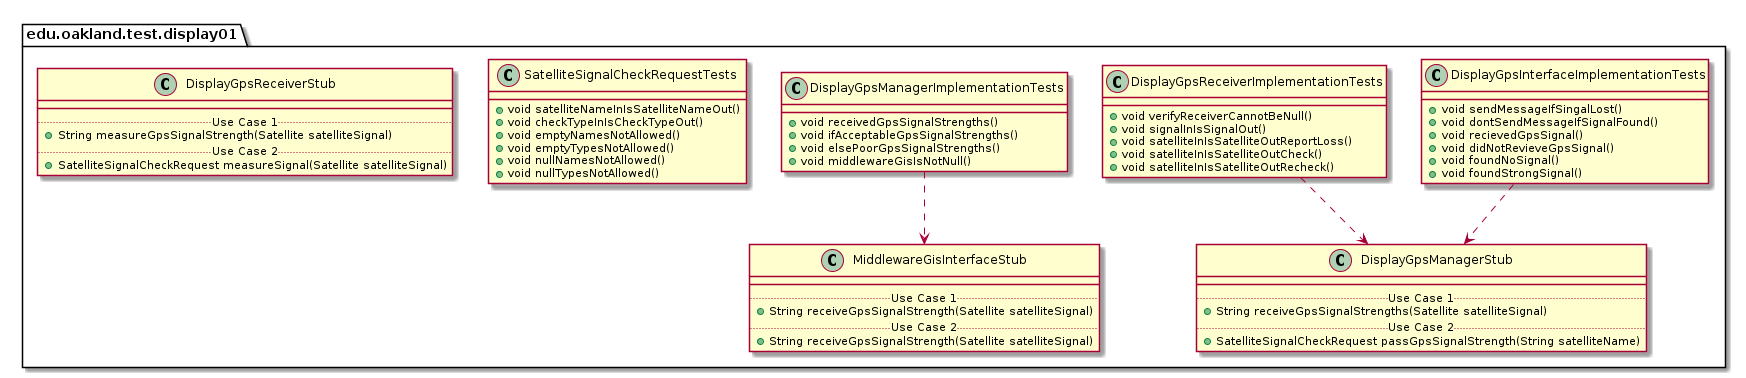 edu.oakland.test.display01
C DisplayGpsReceiverStub
Use Case 1
String measureGpsSignalStrength(Satellite satelliteSignal)
Use Case 2
SatelliteSignalCheckRequest measureSignal(Satellite satelliteSignal)
C SatelliteSignalCheckRequestTests
void satelliteNameInIsSatelliteNameOut()
void checkTypeInIsCheckTypeOut()
void emptyNamesNotAllowed()
void emptyTypesNotAllowed()
void nullNamesNotAllowed()
void nullTypesNotAllowed()
C DisplayGpsManagerImplementationTests
void receivedGpsSignalStrengths()
void ifAcceptableGpsSignalStrengths()
void elsePoorGpsSignalStrengths()
void middlewareGisIsNotNull()
C DisplayGpsReceiverImplementationTests
void verifyReceiverCannotBeNull()
void signalInIsSignalOut()
void satelliteInIsSatelliteOutReportLoss()
void satelliteInIsSatelliteOutCheck()
void satelliteInIsSatelliteOutRecheck()
C DisplayGpsInterfaceImplementationTests
void sendMessageIfSingalLost()
void dontSendMessageIfSignalFound()
void recievedGpsSignal()
void didNotRevieveGpsSignal()
void foundNoSignal()
void foundStrongSignal()
C MiddlewareGisInterfaceStub
Use Case 1
String receiveGpsSignalStrength(Satellite satelliteSignal)
Use Case 2
String receiveGpsSignalStrength(Satellite satelliteSignal)
C DisplayGpsManagerStub
Use Case 1
String receiveGpsSignalStrengths(Satellite satelliteSignal)
Use Case 2
SatelliteSignalCheckRequest passGpsSignalStrength(String satelliteName)